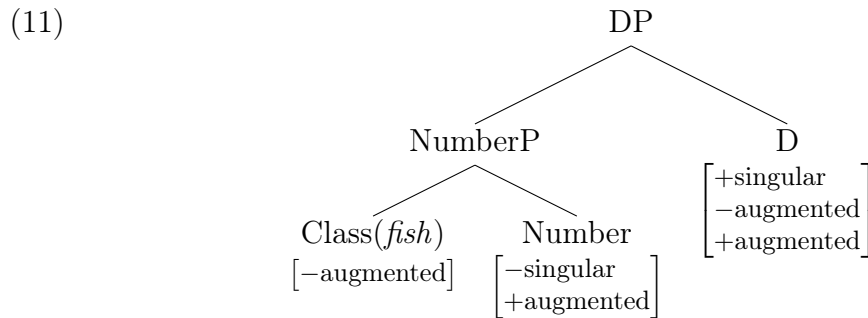 (11)
DP
NumberP D
[+singular
−augmented
+augmented]
Class(fish) Number
[−augmented] [−singular
+augmented]